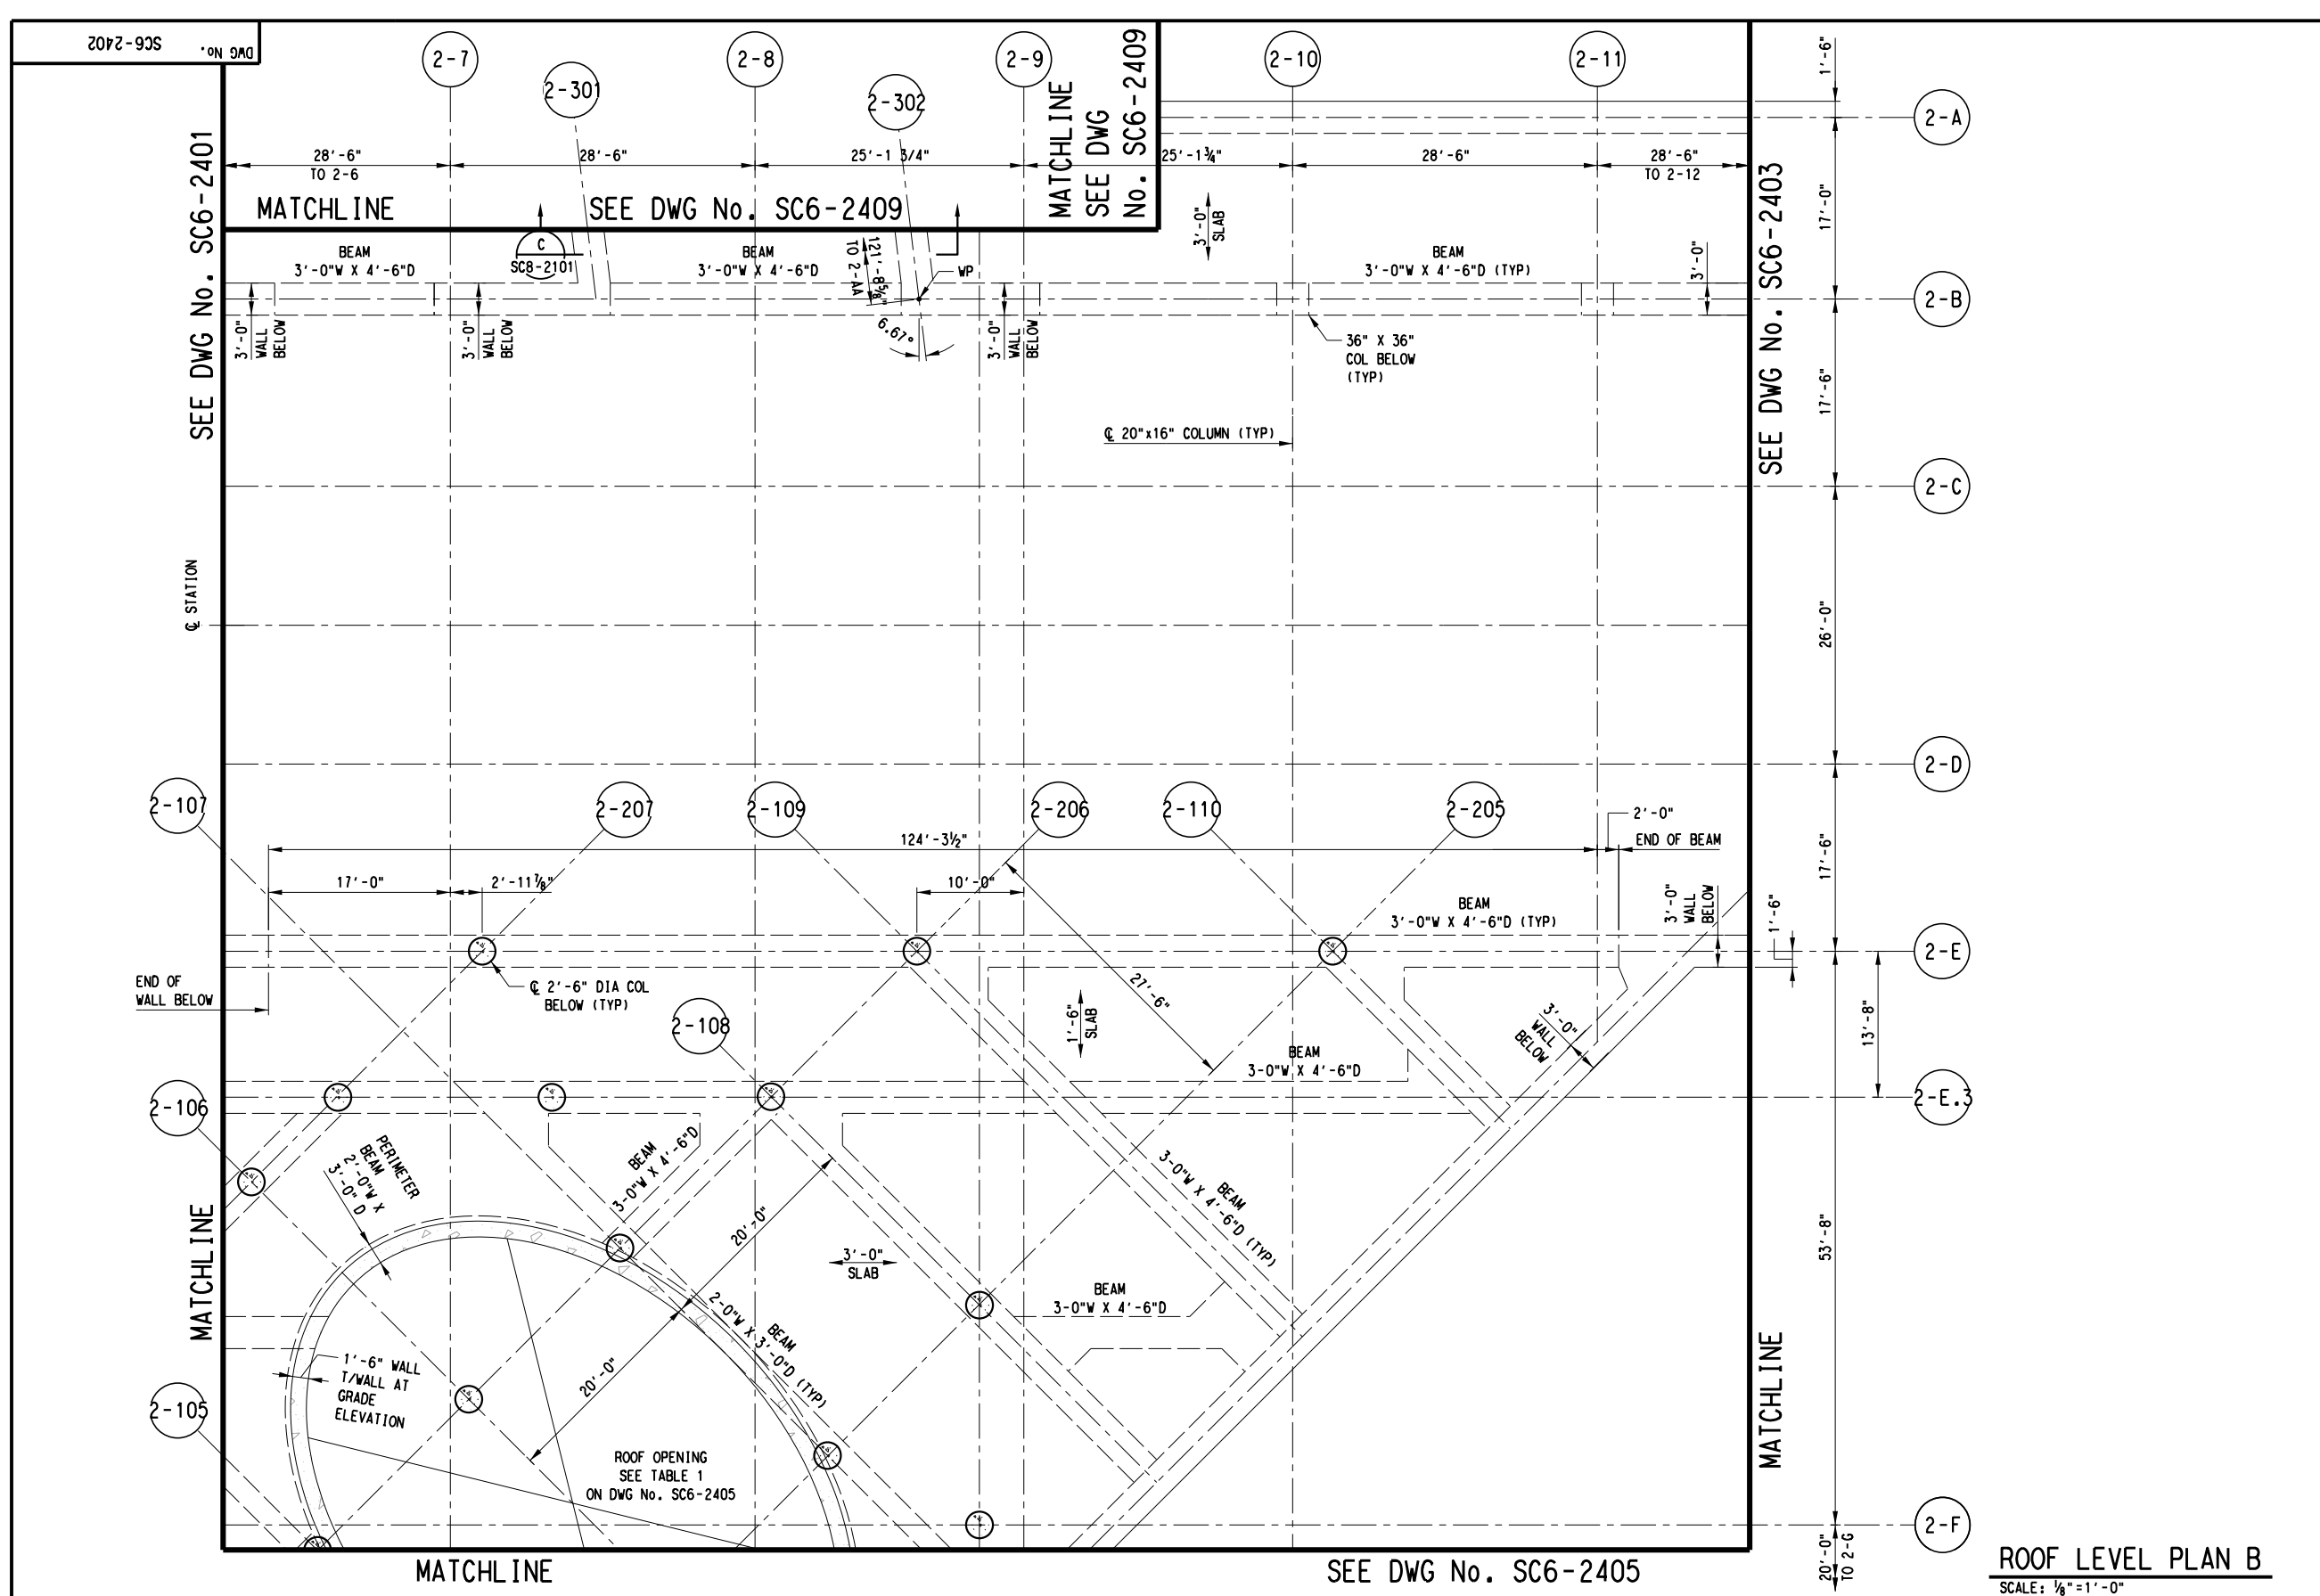 DWG No. SC6-2402
2-7
2-8
2-9
2-10
2-11
2-301
2-302
MATCHLINE
SEE DWG
No. SC6-2409
28'-6"
TO 2-6
28'-6"
25'-1 3/4"
25'-1¾"
28'-6"
28'-6"
TO 2-12
1'-6"
2-A
17'-0"
SEE DWG No. SC6-2401
MATCHLINE
SEE DWG No. SC6-2409
SEE DWG No. SC6-2403
3'-0"
SLAB
C
SC8-2101
BEAM
3'-0"W X 4'-6"D
BEAM
3'-0"W X 4'-6"D
121'-8⅝"
TO 2-AA
WP
BEAM
3'-0"W X 4'-6"D (TYP)
3'-0"
2-B
3'-0"
WALL
BELOW
3'-0"
WALL
BELOW
6.67°
3'-0"
WALL
BELOW
36" X 36"
COL BELOW
(TYP)
17'-6"
℄ 20"x16" COLUMN (TYP)
2-C
℄ STATION
26'-0"
2-D
2-107
2-207
2-109
2-206
2-110
2-205
2'-0"
END OF BEAM
124'-3½"
17'-6"
17'-0"
2'-11⅞"
10'-0"
BEAM
3'-0"W X 4'-6"D (TYP)
3'-0"
WALL
BELOW
1'-6"
2-E
END OF
WALL BELOW
℄ 2'-6" DIA COL
BELOW (TYP)
27'-6"
2-108
1'-6"
SLAB
3'-0"
WALL
BELOW
13'-8"
BEAM
3-0"W X 4'-6"D
2-106
2-E.3
PERIMETER
BEAM
2'-0"W X
3'-0" D
BEAM
3-0"W X 4'-6"D
BEAM
3-0"W X 4'-6"D (TYP)
20'-0"
3'-0"
SLAB
53'-8"
MATCHLINE
BEAM
3-0"W X 4'-6"D
BEAM
2-0"W X 3'-0"D (TYP)
1'-6" WALL
T/WALL AT
GRADE
ELEVATION
20'-0"
MATCHLINE
2-105
ROOF OPENING
SEE TABLE 1
ON DWG No. SC6-2405
2-F
MATCHLINE
SEE DWG No. SC6-2405
20'-0"
TO 2-G
ROOF LEVEL PLAN B
SCALE: ⅛"=1'-0"